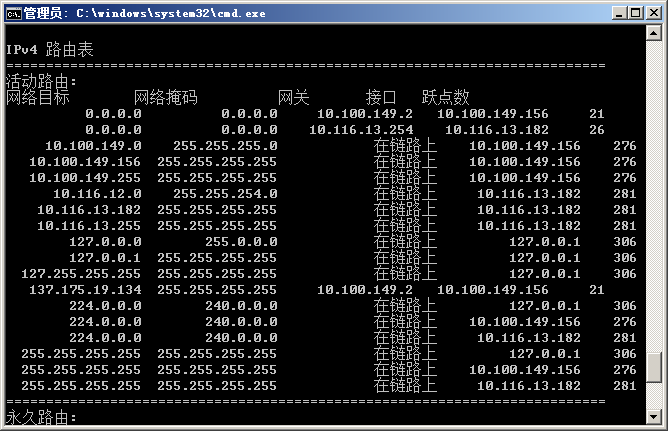 管理员: C:\windows\system32\cmd.exe
IPv4 路由表
===========================================================================
活动路由:
网络目标 网络掩码 网关 接口 跃点数
0.0.0.0 0.0.0.0 10.100.149.2 10.100.149.156 21
0.0.0.0 0.0.0.0 10.116.13.254 10.116.13.182 26
10.100.149.0 255.255.255.0 在链路上 10.100.149.156 276
10.100.149.156 255.255.255.255 在链路上 10.100.149.156 276
10.100.149.255 255.255.255.255 在链路上 10.100.149.156 276
10.116.12.0 255.255.254.0 在链路上 10.116.13.182 281
10.116.13.182 255.255.255.255 在链路上 10.116.13.182 281
10.116.13.255 255.255.255.255 在链路上 10.116.13.182 281
127.0.0.0 255.0.0.0 在链路上 127.0.0.1 306
127.0.0.1 255.255.255.255 在链路上 127.0.0.1 306
127.255.255.255 255.255.255.255 在链路上 127.0.0.1 306
137.175.19.134 255.255.255.255 10.100.149.2 10.100.149.156 21
224.0.0.0 240.0.0.0 在链路上 127.0.0.1 306
224.0.0.0 240.0.0.0 在链路上 10.100.149.156 276
224.0.0.0 240.0.0.0 在链路上 10.116.13.182 281
255.255.255.255 255.255.255.255 在链路上 127.0.0.1 306
255.255.255.255 255.255.255.255 在链路上 10.100.149.156 276
255.255.255.255 255.255.255.255 在链路上 10.116.13.182 281
===========================================================================
永久路由: